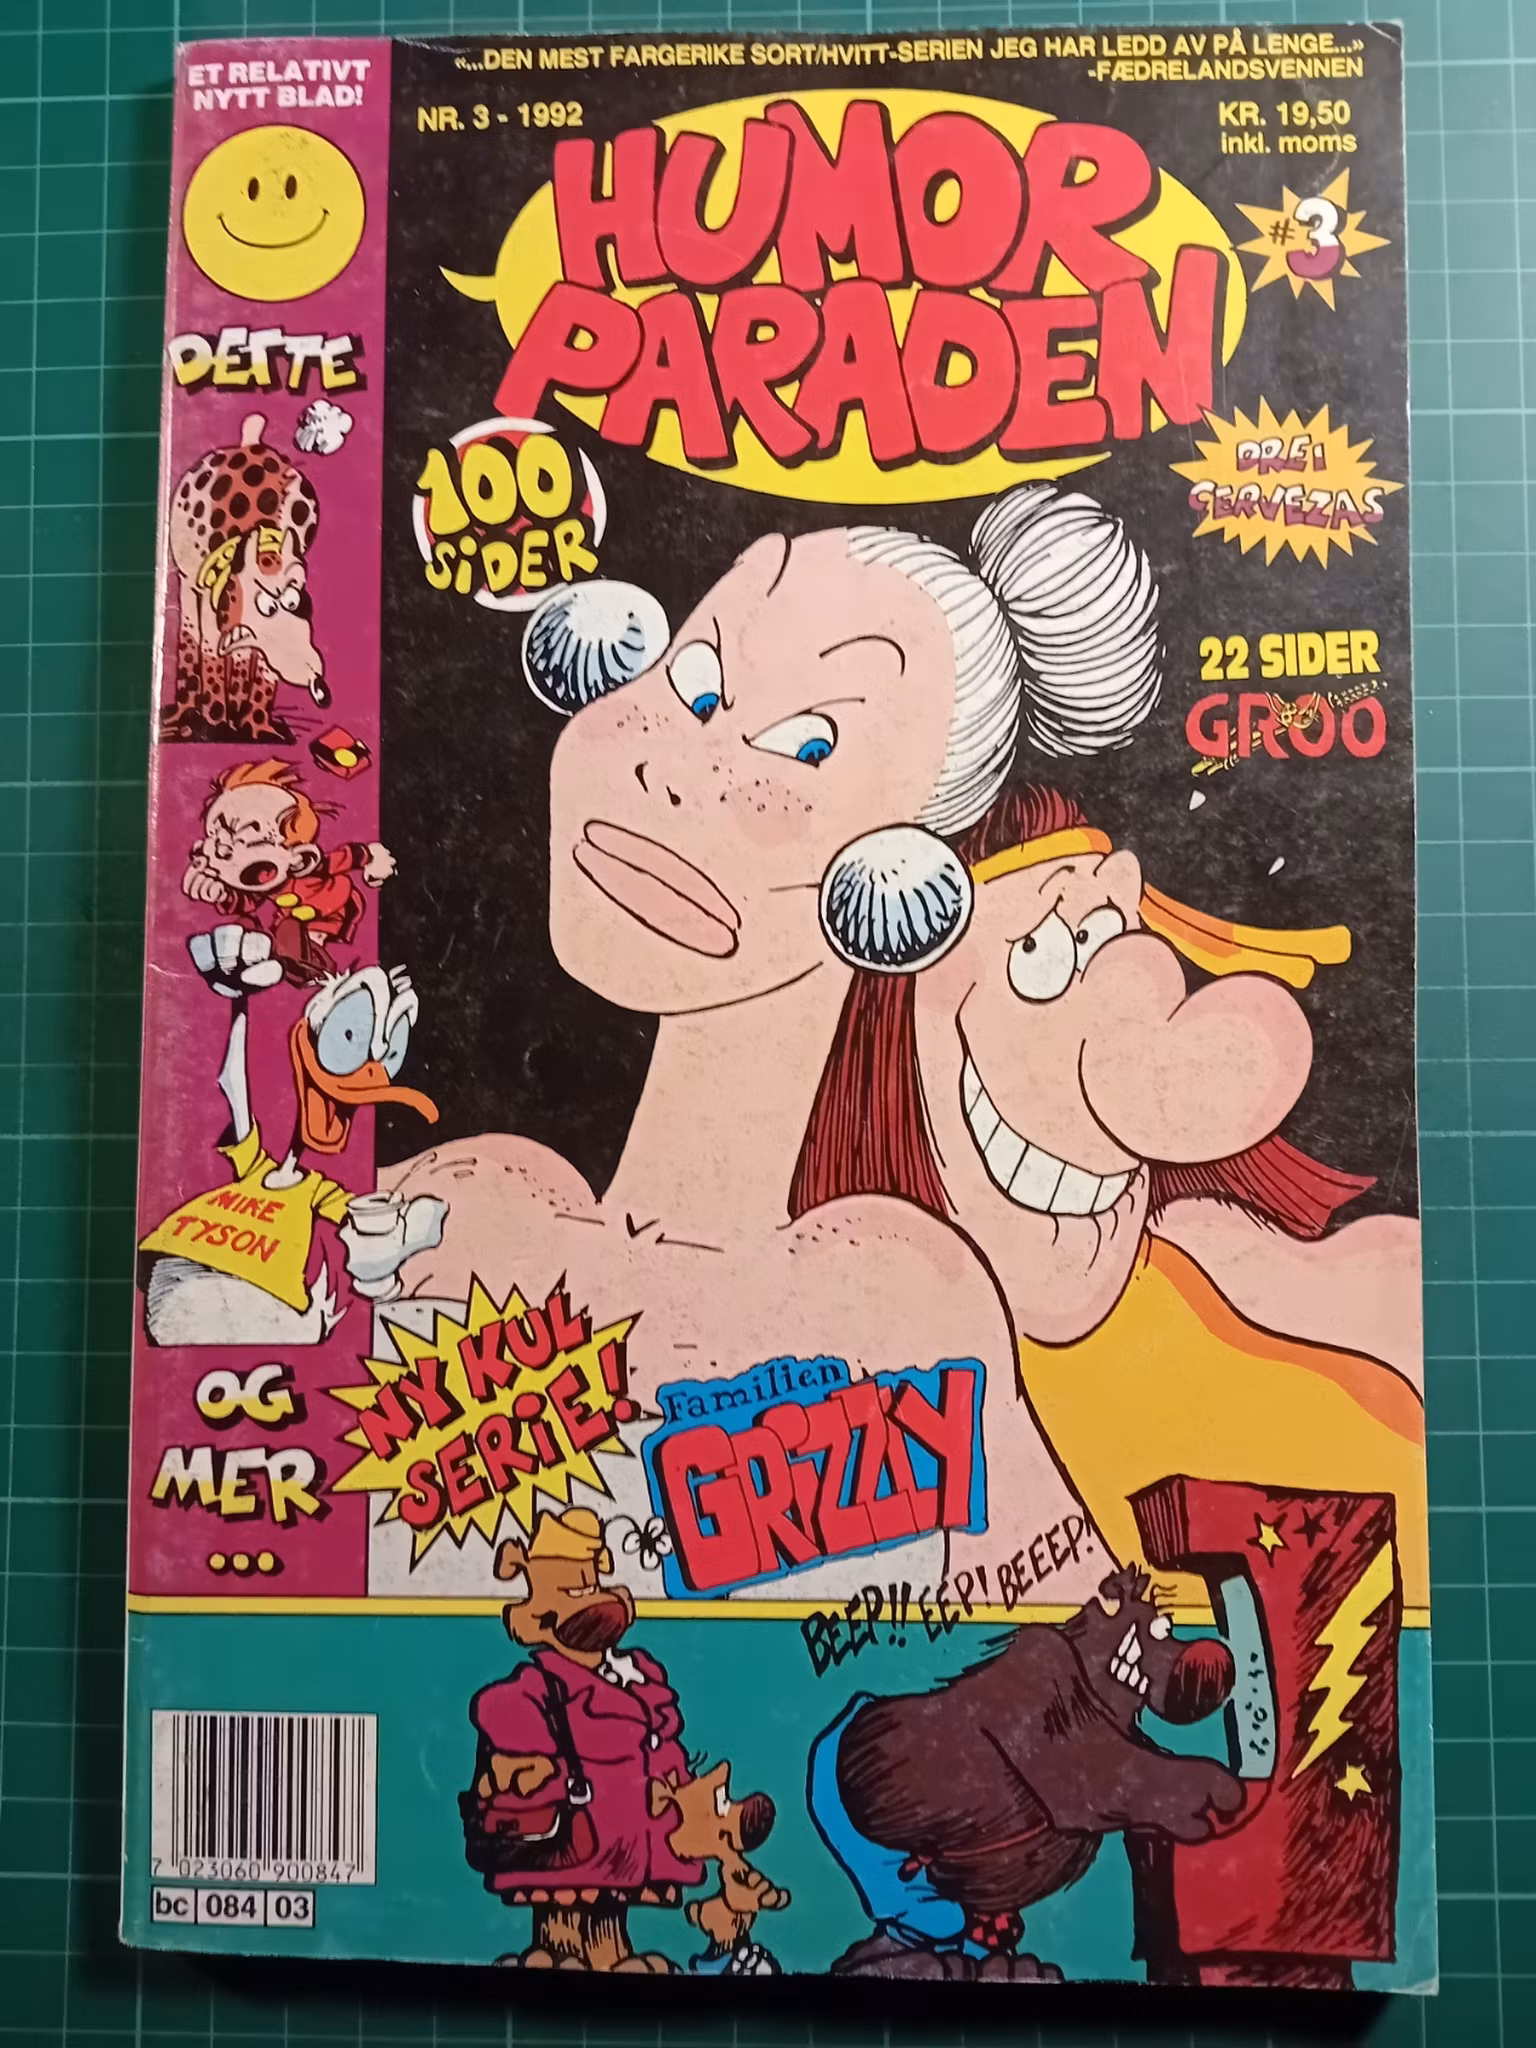 ET RELATIVT
NYTT BLAD!
«...DEN MEST FARGERIKE SORT/HVITT-SERIEN JEG HAR LEDD AV PÅ LENGE...»
-FÆDRELANDSVENNEN
NR. 3 - 1992
KR. 19,50
inkl. moms
HUMOR
PARADEN
#3
DETTE
100
SiDER
DREI
CERVEZAS
22 SIDER
GROO
MIKE
TYSON
OG
MER
...
NY KUL
SERiE!
Familien
GRiZZLY
BEEP!! EEP! BEEEP!
7 023060 900847
bc 084 03